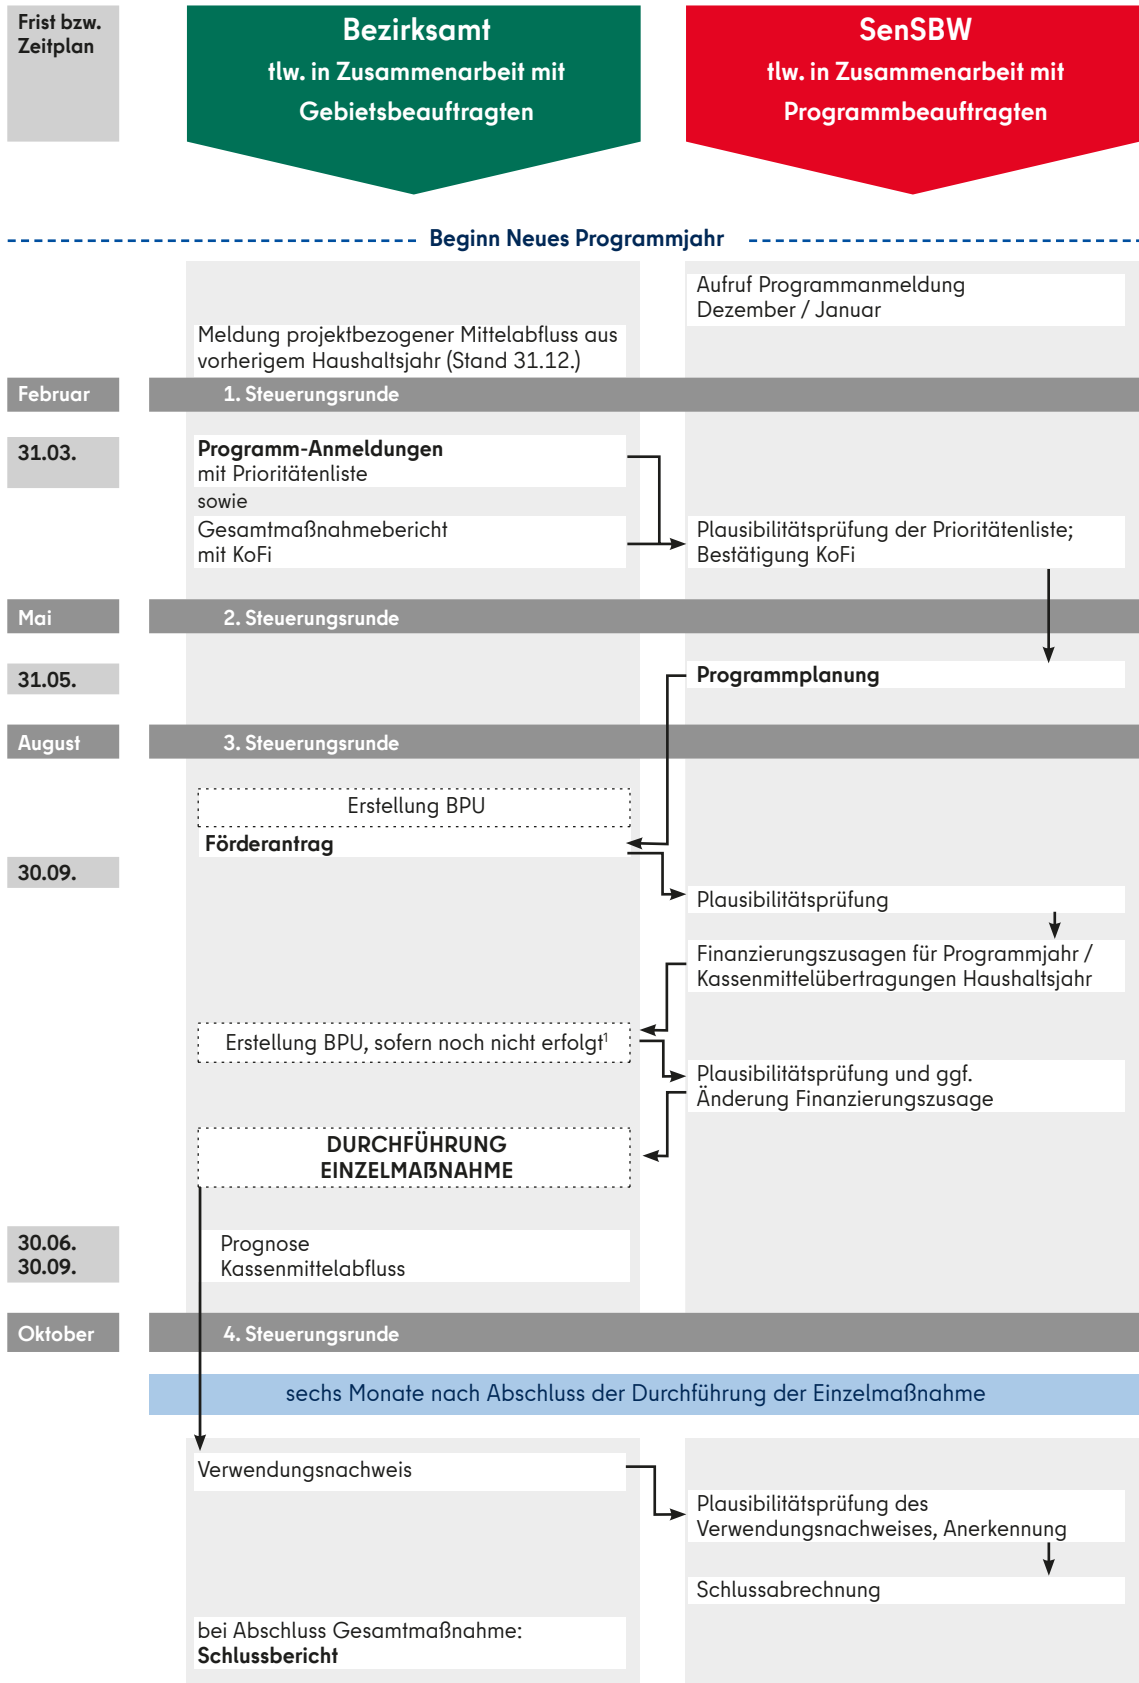 Frist bzw.
Zeitplan
Bezirksamt
tlw. in Zusammenarbeit mit
Gebietsbeauftragten
SenSBW
tlw. in Zusammenarbeit mit
Programmbeauftragten
Beginn Neues Programmjahr
Aufruf Programmanmeldung
Dezember / Januar
Meldung projektbezogener Mittelabfluss aus
vorherigem Haushaltsjahr (Stand 31.12.)
Februar
1. Steuerungsrunde
31.03.
Programm-Anmeldungen
mit Prioritätenliste
sowie
Gesamtmaßnahmebericht
mit KoFi
Plausibilitätsprüfung der Prioritätenliste;
Bestätigung KoFi
Mai
2. Steuerungsrunde
31.05.
Programmplanung
August
3. Steuerungsrunde
Erstellung BPU
Förderantrag
30.09.
Plausibilitätsprüfung
Finanzierungszusagen für Programmjahr /
Kassenmittelübertragungen Haushaltsjahr
Erstellung BPU, sofern noch nicht erfolgt¹
Plausibilitätsprüfung und ggf.
Änderung Finanzierungszusage
DURCHFÜHRUNG
EINZELMAßNAHME
30.06.
30.09.
Prognose
Kassenmittelabfluss
Oktober
4. Steuerungsrunde
sechs Monate nach Abschluss der Durchführung der Einzelmaßnahme
Verwendungsnachweis
Plausibilitätsprüfung des
Verwendungsnachweises, Anerkennung
Schlussabrechnung
bei Abschluss Gesamtmaßnahme:
Schlussbericht